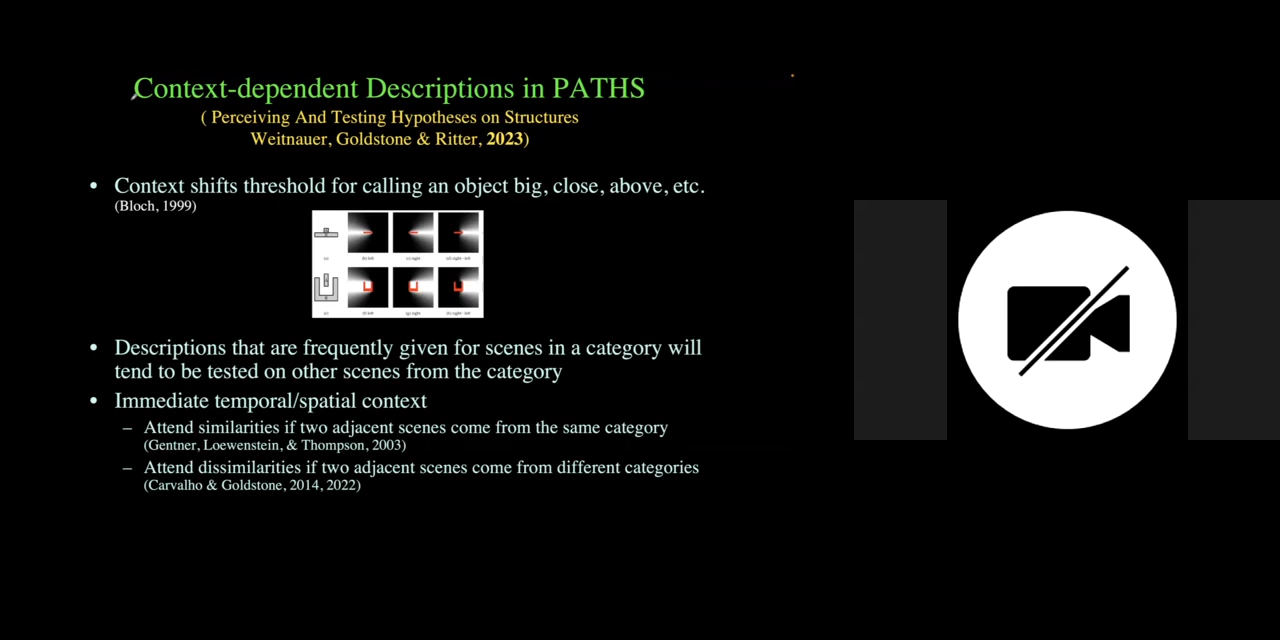 Context-dependent Descriptions in PATHS
( Perceiving And Testing Hypotheses on Structures
Weitnauer, Goldstone & Ritter, 2023)
• Context shifts threshold for calling an object big, close, above, etc.
(Bloch, 1999)
• Descriptions that are frequently given for scenes in a category will
tend to be tested on other scenes from the category
• Immediate temporal/spatial context
– Attend similarities if two adjacent scenes come from the same category
(Gentner, Loewenstein, & Thompson, 2003)
– Attend dissimilarities if two adjacent scenes come from different categories
(Carvalho & Goldstone, 2014, 2022)